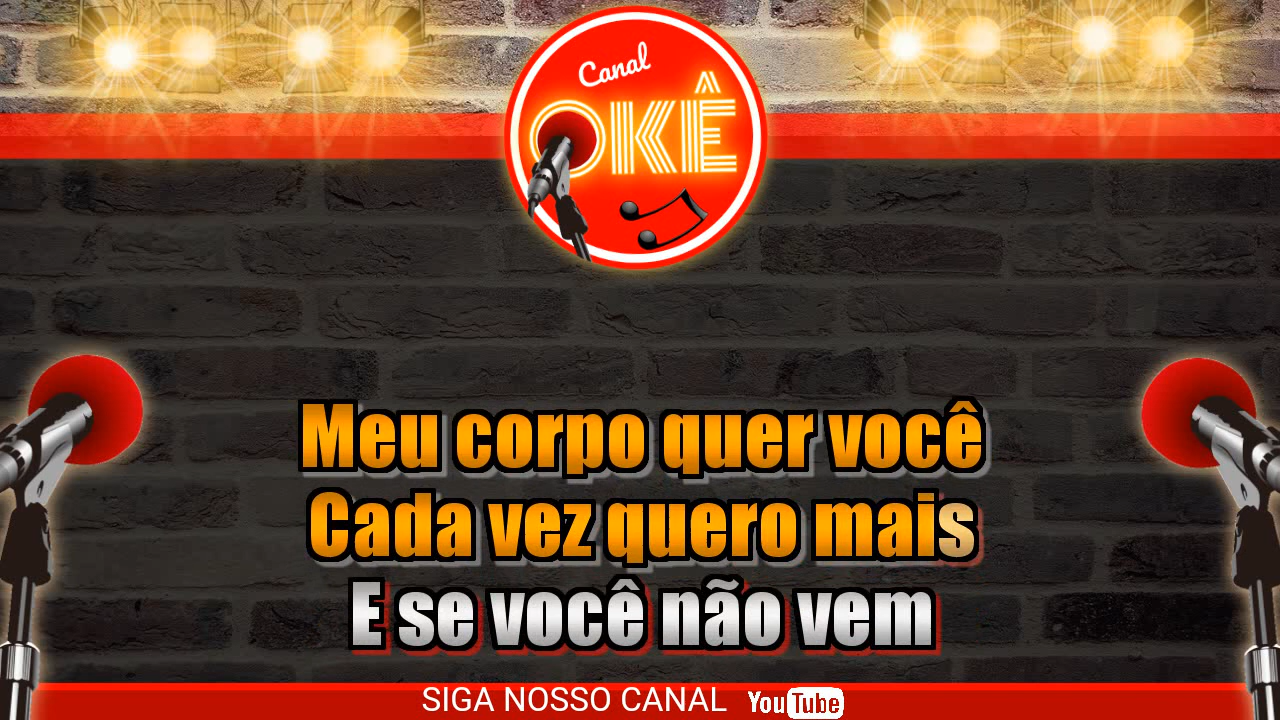 Canal
OKÊ
Meu corpo quer você
Cada vez quero mais
E se você não vem
SIGA NOSSO CANAL YouTube